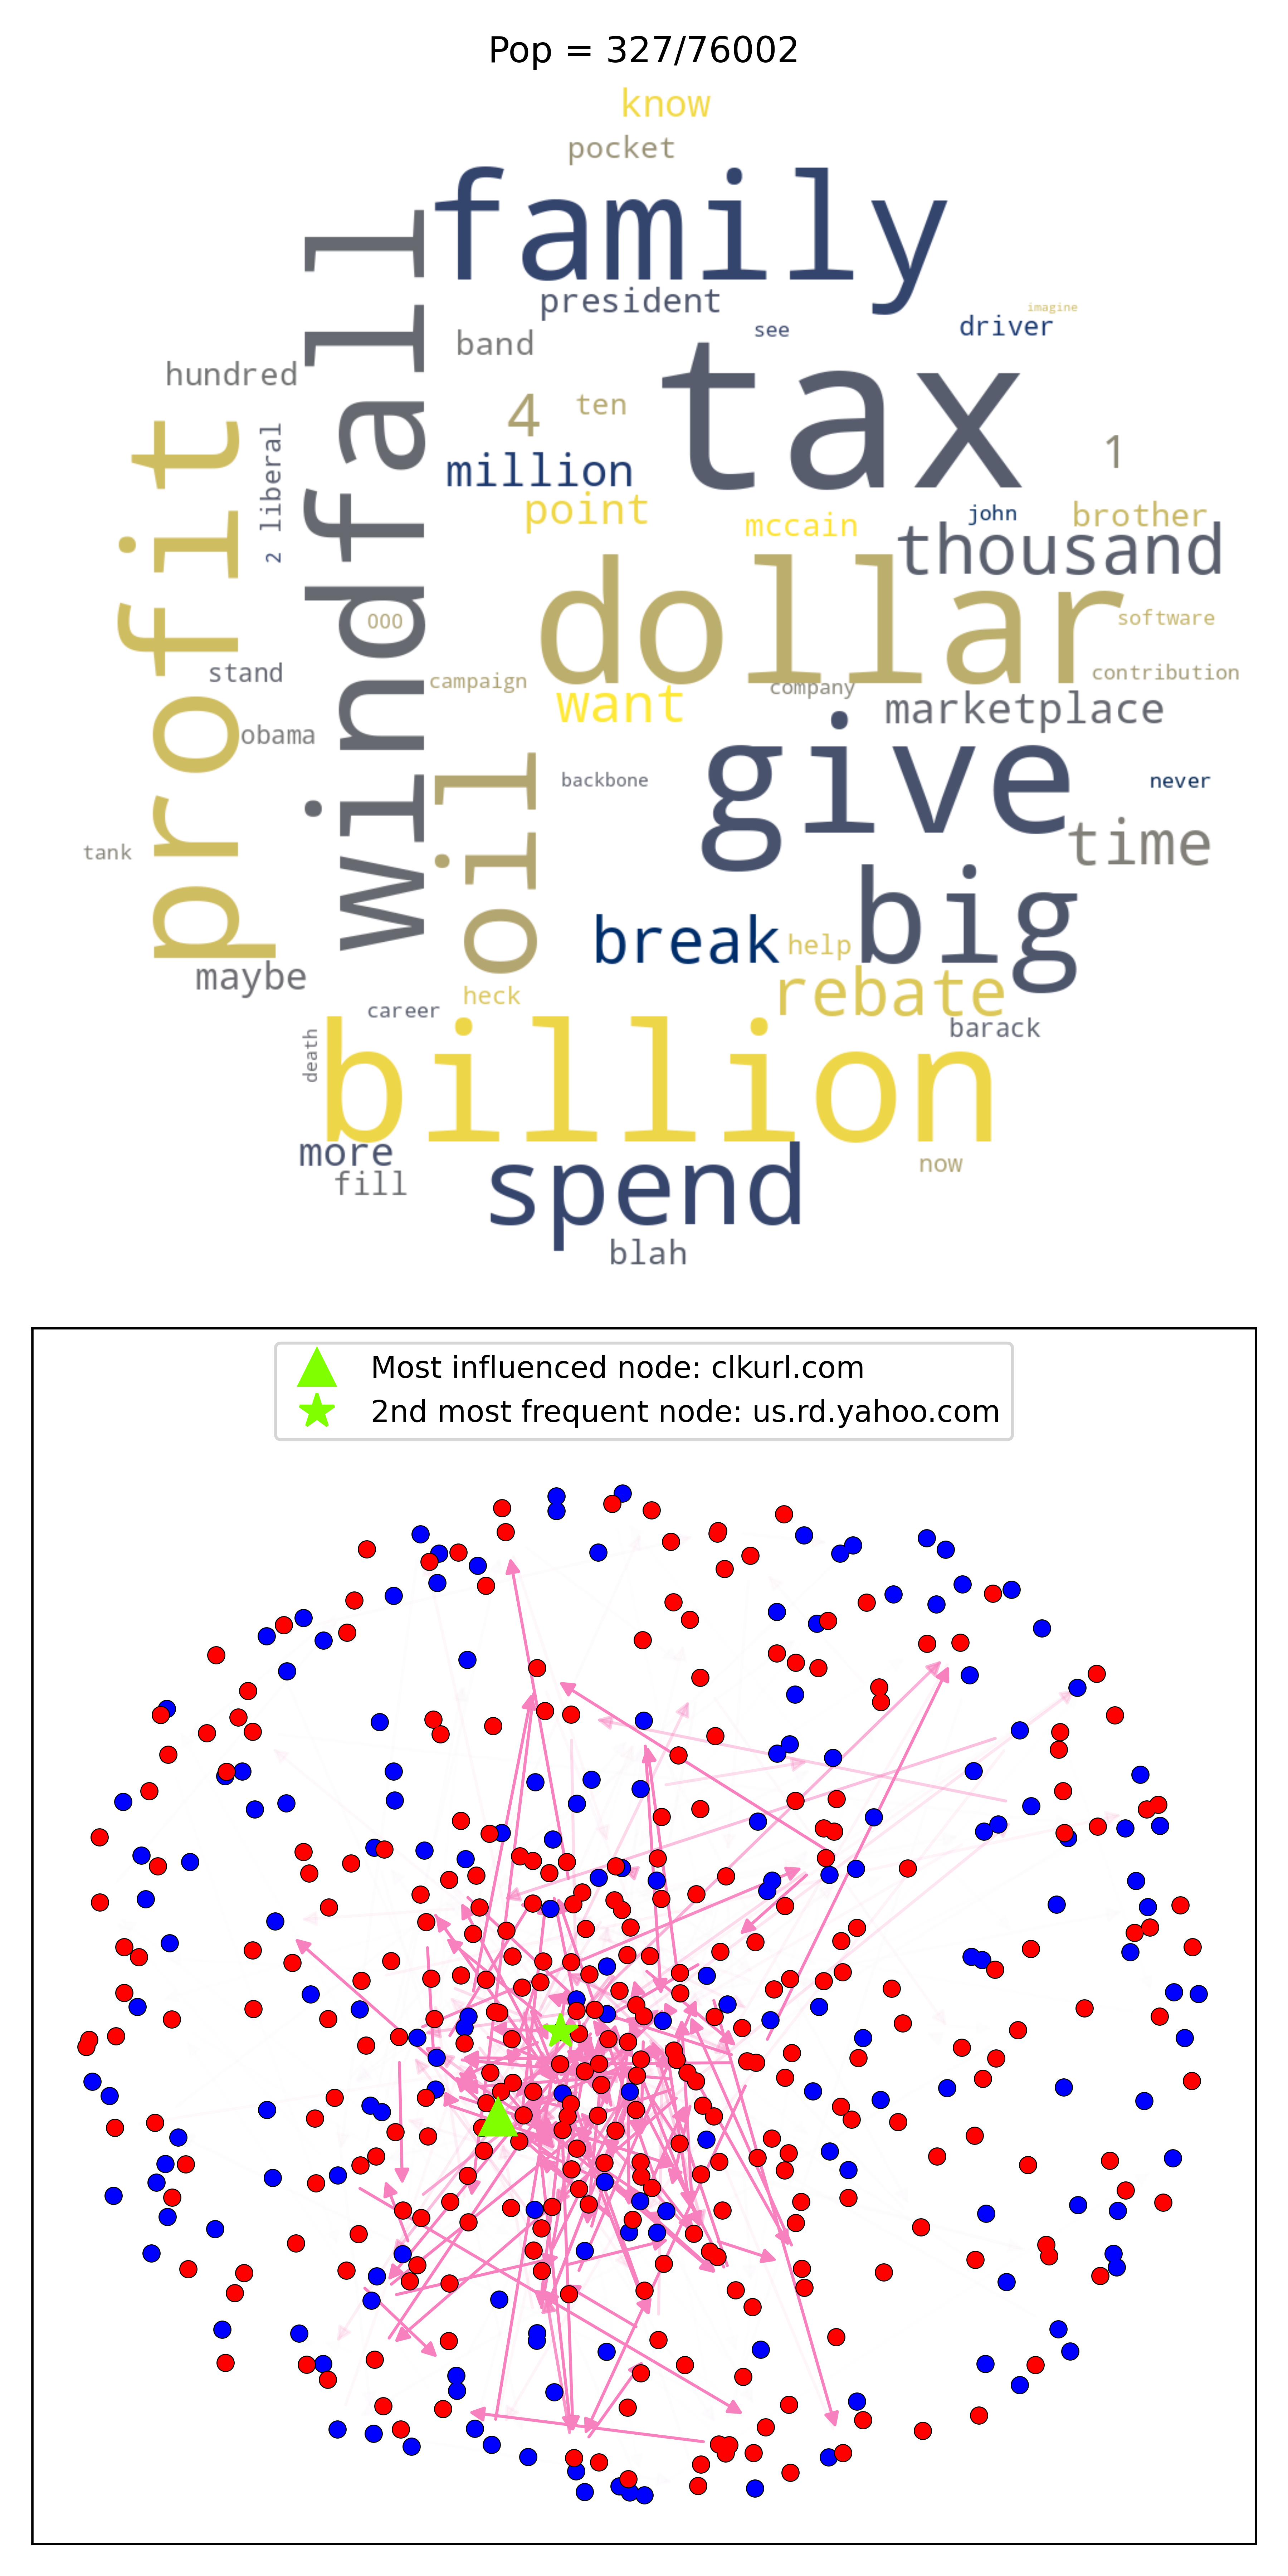 Pop = 327/76002
know
pocket
family
windfall
president
imagine
see
driver
band
tax
hundred
profit
4
ten
1
2 liberal
million
point
mccain
john
brother
thousand
dollar
000
software
stand
campaign
company
contribution
want
marketplace
obama
give
oil
backbone
never
time
tank
big
break
help
maybe
heck
rebate
career
barack
death
billion
more
now
fill
spend
blah
Most influenced node: clkurl.com
2nd most frequent node: us.rd.yahoo.com